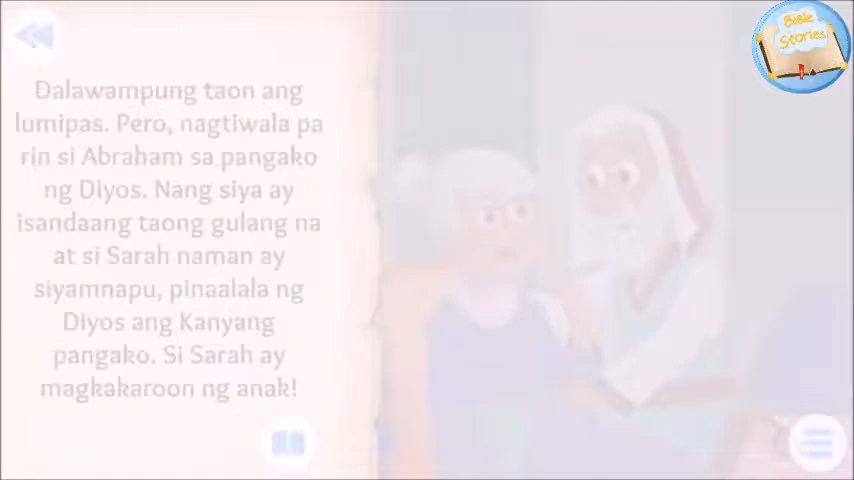 Bible
Stories
Dalawampung taon ang
lumipas. Pero, nagtiwala pa
rin si Abraham sa pangako
ng Diyos. Nang siya ay
isandaang taong gulang na
at si Sarah naman ay
siyamnapu, pinaalala ng
Diyos ang Kanyang
pangako. Si Sarah ay
magkakaroon ng anak!